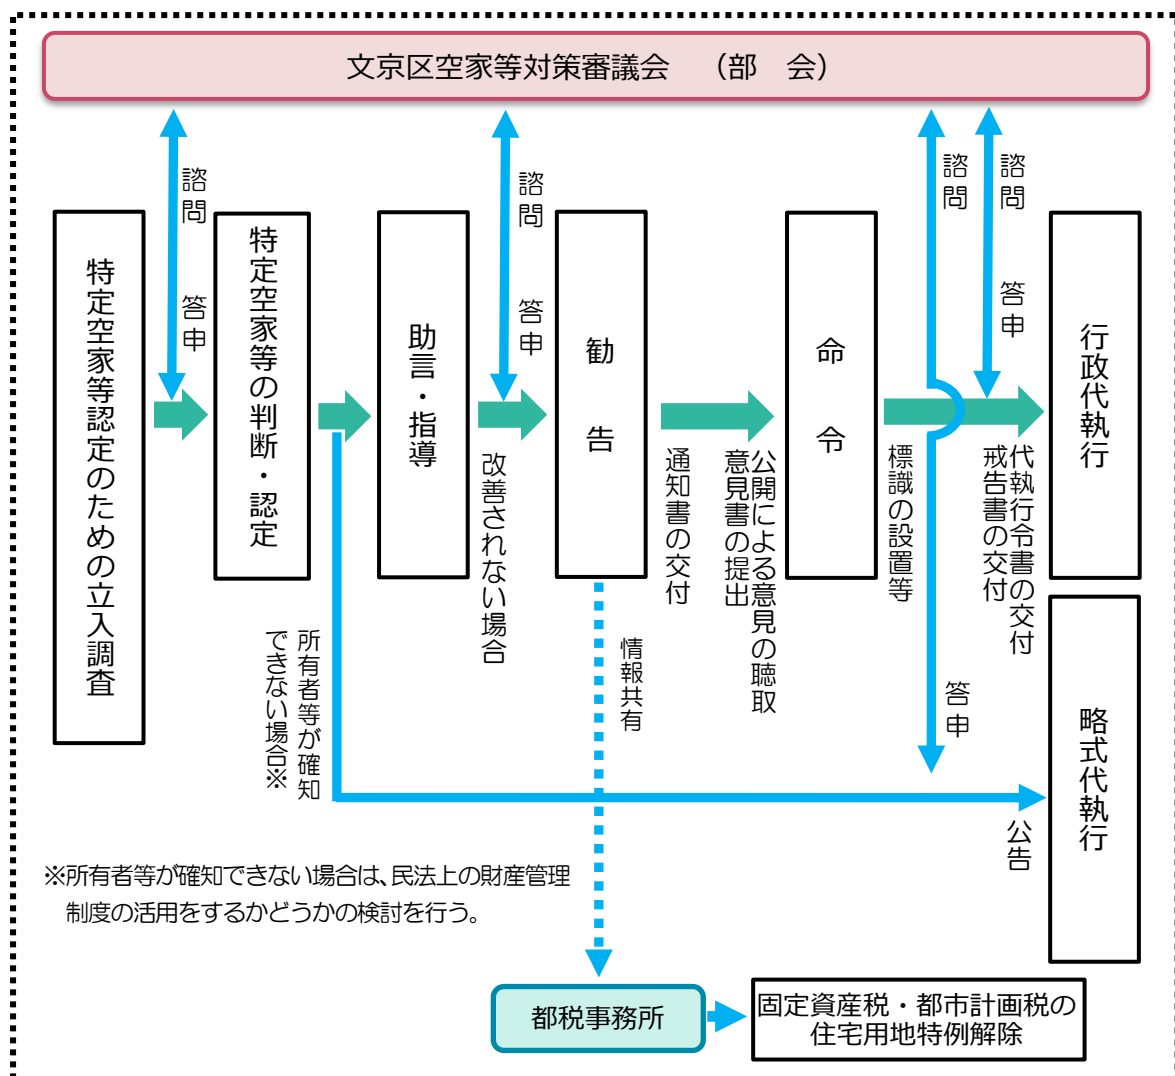 文京区空家等対策審議会　（部　会）
諮問
答申
諮問
答申
諮問
諮問
答申
特定空家等認定のための立入調査
特定空家等の判断・認定
助言・指導
勧　告
命　令
行政代執行
改善されない場合
通知書の交付
公開による意見の聴取
意見書の提出
標識の設置等
代執行令書の交付
戒告書の交付
所有者等が確知
できない場合※
情報共有
答申
略式代執行
公告
※所有者等が確知できない場合は、民法上の財産管理
制度の活用をするかどうかの検討を行う。
都税事務所
固定資産税・都市計画税の
住宅用地特例解除